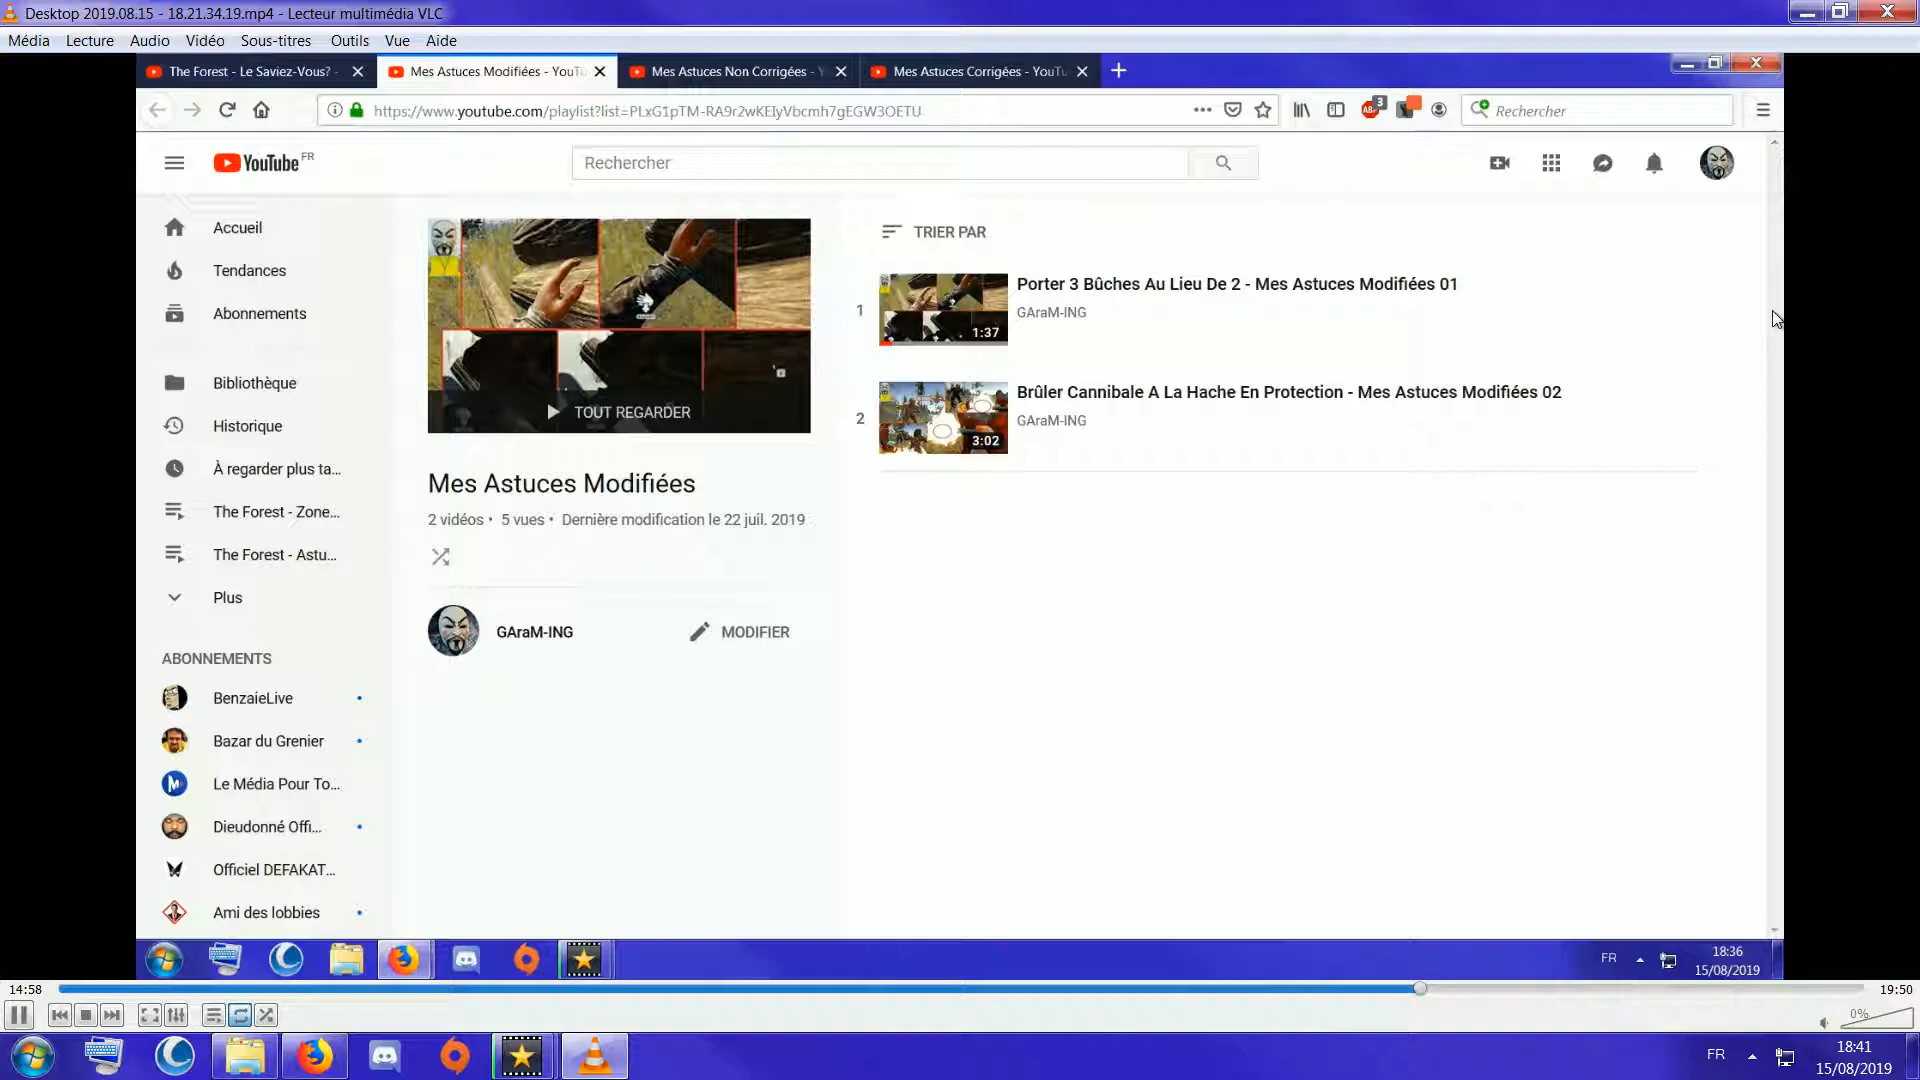 Desktop 2019.08.15 - 18.21.34.19.mp4 - Lecteur multimédia VLC
Média Lecture Audio Vidéo Sous-titres Outils Vue Aide
The Forest - Le Saviez-Vous? - Mes Astuces Modifiées - YouTu Mes Astuces Non Corrigées - Y Mes Astuces Corrigées - YouTu
https://www.youtube.com/playlist?list=PLxG1pTM-RA9r2wKEIyVbcmh7gEGW3OETU
ABP 3
Rechercher
YouTube FR
Rechercher
Accueil
Tendances
Abonnements
Bibliothèque
Historique
À regarder plus ta...
The Forest - Zone...
The Forest - Astu...
Plus
ABONNEMENTS
BenzaieLive
Bazar du Grenier
Le Média Pour To...
Dieudonné Offi...
Officiel DEFAKAT...
Ami des lobbies
TOUT REGARDER
Mes Astuces Modifiées
2 vidéos • 5 vues • Dernière modification le 22 juil. 2019
GAraM-ING
MODIFIER
TRIER PAR
1
Porter 3 Bûches Au Lieu De 2 - Mes Astuces Modifiées 01
GAraM-ING
1:37
2
Brûler Cannibale A La Hache En Protection - Mes Astuces Modifiées 02
GAraM-ING
3:02
FR
18:36
15/08/2019
14:58
19:50
0%
FR
18:41
15/08/2019